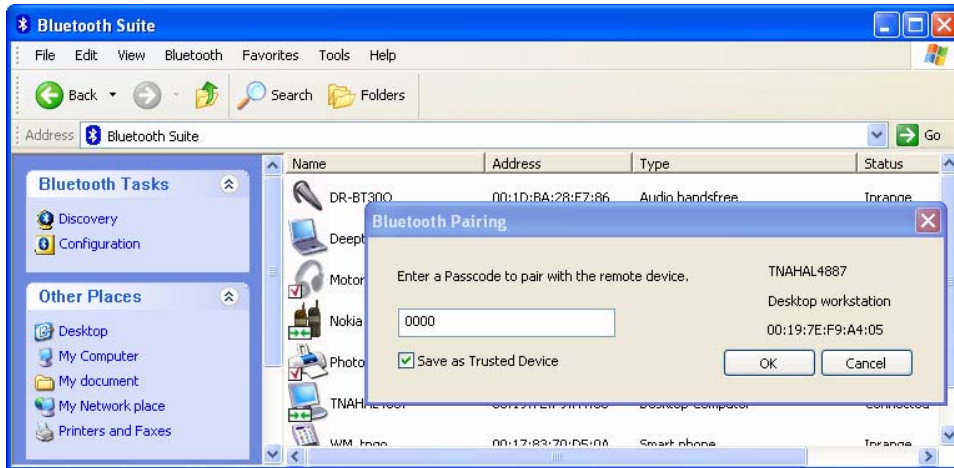 Bluetooth Suite
File Edit View Bluetooth Favorites Tools Help
Back Search Folders
Address Bluetooth Suite Go
Name Address Type Status
Bluetooth Tasks
Discovery
Configuration
Other Places
Desktop
My Computer
My document
My Network place
Printers and Faxes
DR-BT30Q 00:1D:BA:28:F7:86 Audio handsfree Inrange
Deept
Motor
Nokia
Photo
WM_tngo 00:17:83:70:D5:0A Smart phone Inrange
Bluetooth Pairing
Enter a Passcode to pair with the remote device.
0000
Save as Trusted Device
TNAHAL4887
Desktop workstation
00:19:7E:F9:A4:05
OK Cancel